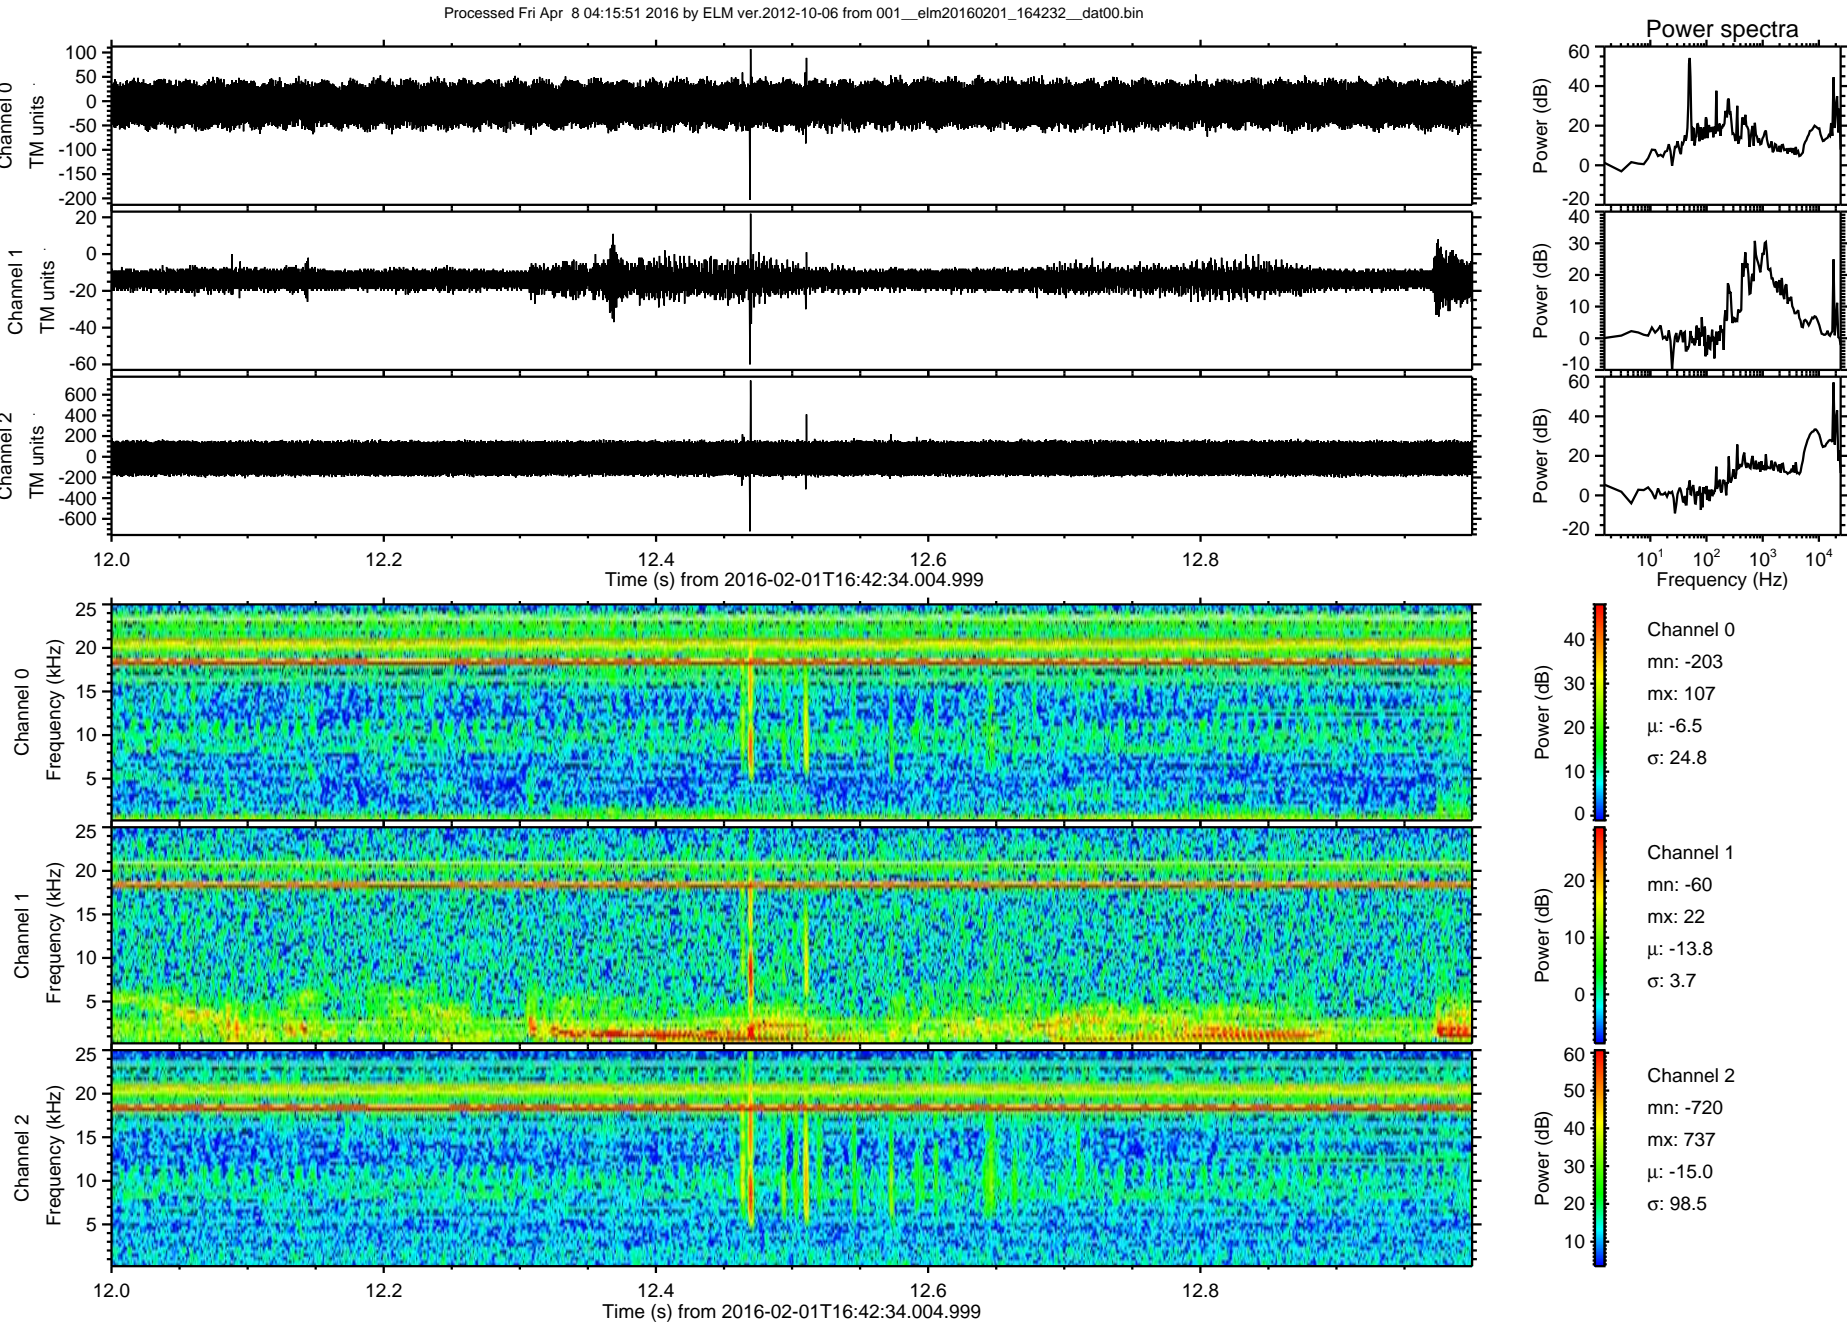 Processed Fri Apr  8 04:15:51 2016 by ELM ver.2012-10-06 from 001__elm20160201_164232__dat00.bin
Power spectra
Channel 0
TM units
100
50
0
-50
-100
-150
-200
Power (dB)
60
40
20
0
-20
Channel 1
TM units
20
0
-20
-40
-60
Power (dB)
40
30
20
10
0
-10
Channel 2
TM units
600
400
200
0
-200
-400
-600
Power (dB)
60
40
20
0
-20
12.0 12.2 12.4 12.6 12.8
Time (s) from 2016-02-01T16:42:34.004.999
10^1 10^2 10^3 10^4
Frequency (Hz)
Channel 0
Frequency (kHz)
25
20
15
10
5
Power (dB)
40
30
20
10
0
Channel 0
mn: -203
mx: 107
µ: -6.5
σ: 24.8
Channel 1
Frequency (kHz)
25
20
15
10
5
Power (dB)
20
10
0
Channel 1
mn: -60
mx: 22
µ: -13.8
σ: 3.7
Channel 2
Frequency (kHz)
25
20
15
10
5
Power (dB)
60
50
40
30
20
10
Channel 2
mn: -720
mx: 737
µ: -15.0
σ: 98.5
12.0 12.2 12.4 12.6 12.8
Time (s) from 2016-02-01T16:42:34.004.999